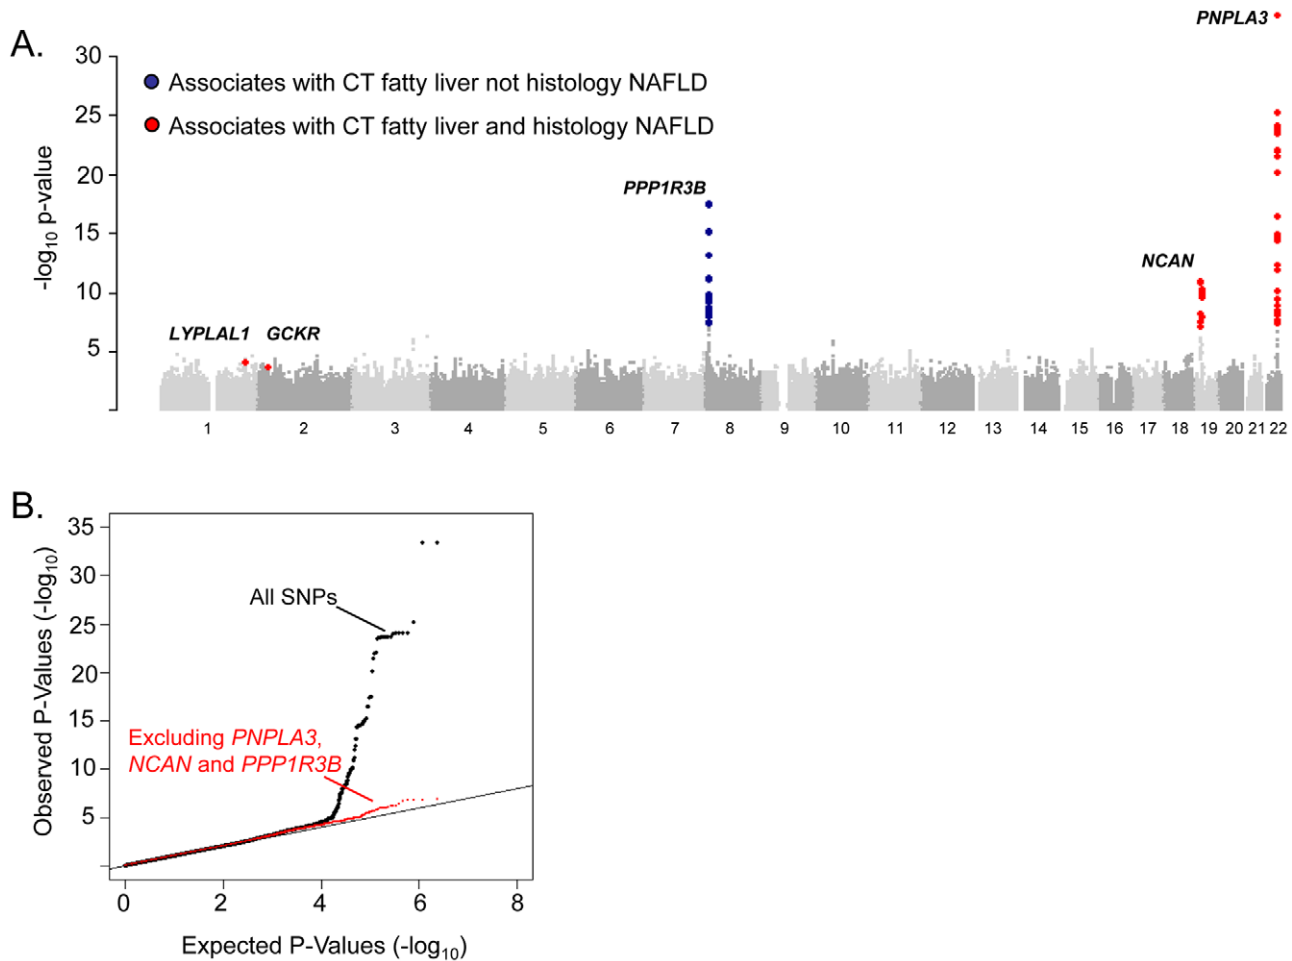 A.
PNPLA3
30
Associates with CT fatty liver not histology NAFLD
25
Associates with CT fatty liver and histology NAFLD
20
PPP1R3B
15
NCAN
10
LYPLAL1 GCKR
5
-log10 p-value
1 2 3 4 5 6 7 8 9 10 11 12 13 14 15 16 17 18 19 20 21 22
B.
35
30
All SNPs
25
20
15
Excluding PNPLA3,
NCAN and PPP1R3B
10
5
Observed P-Values (-log10)
0 2 4 6 8
Expected P-Values (-log10)